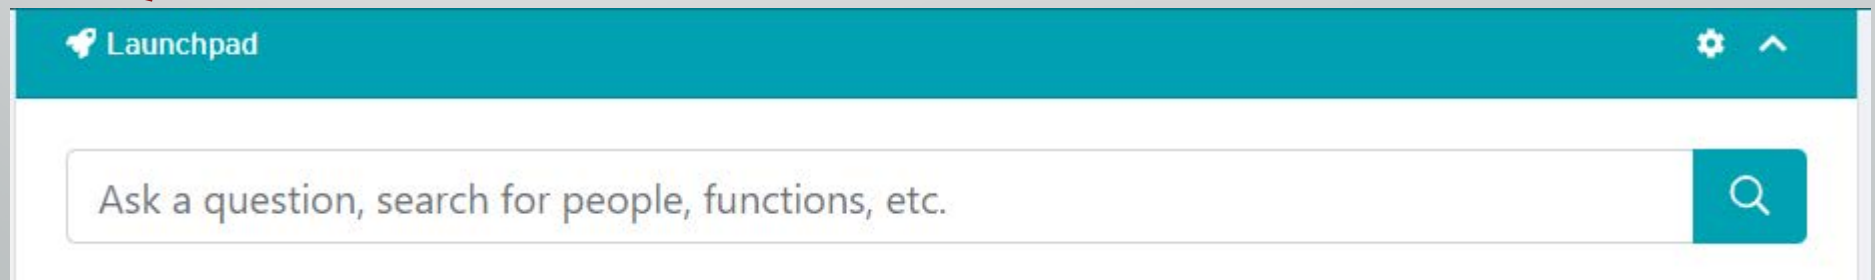 Launchpad
Ask a question, search for people, functions, etc.